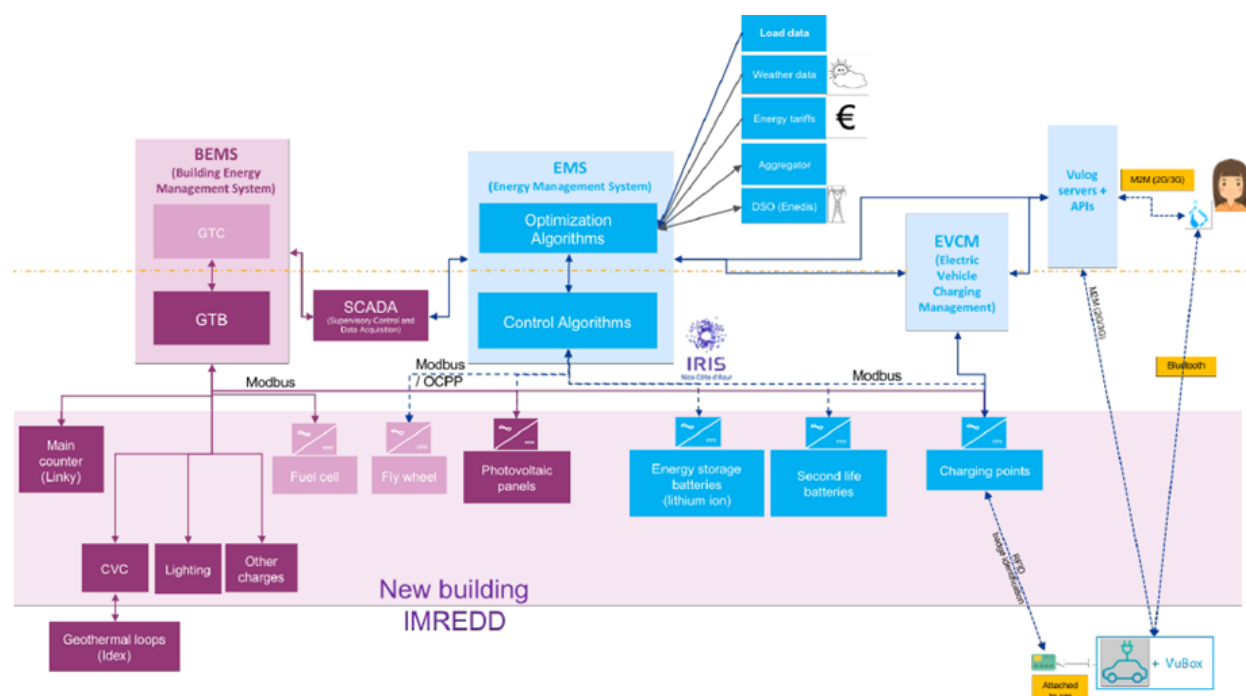 Load data
Weather data
Energy tariffs
€
Aggregator
DSO (Enedis)
BEMS
(Building Energy
Management System)
GTC
GTB
SCADA
(Supervisory Control and
Data Acquisition)
EMS
(Energy Management System)
Optimization
Algorithms
Control Algorithms
IRIS
Nice Côte d'Azur
EVCM
(Electric
Vehicle
Charging
Management)
Vulog
servers +
APIs
M2M (2G/3G)
M2M (2G/3G)
Bluetooth
Modbus
Modbus
/ OCPP
Modbus
Main
counter
(Linky)
Fuel cell
Fly wheel
Photovoltaic
panels
Energy storage
batteries
(lithium ion)
Second life
batteries
Charging points
CVC
Lighting
Other
charges
New building
IMREDD
Geothermal loops
(Idex)
RFID
badge identification
Attached
+ VuBox